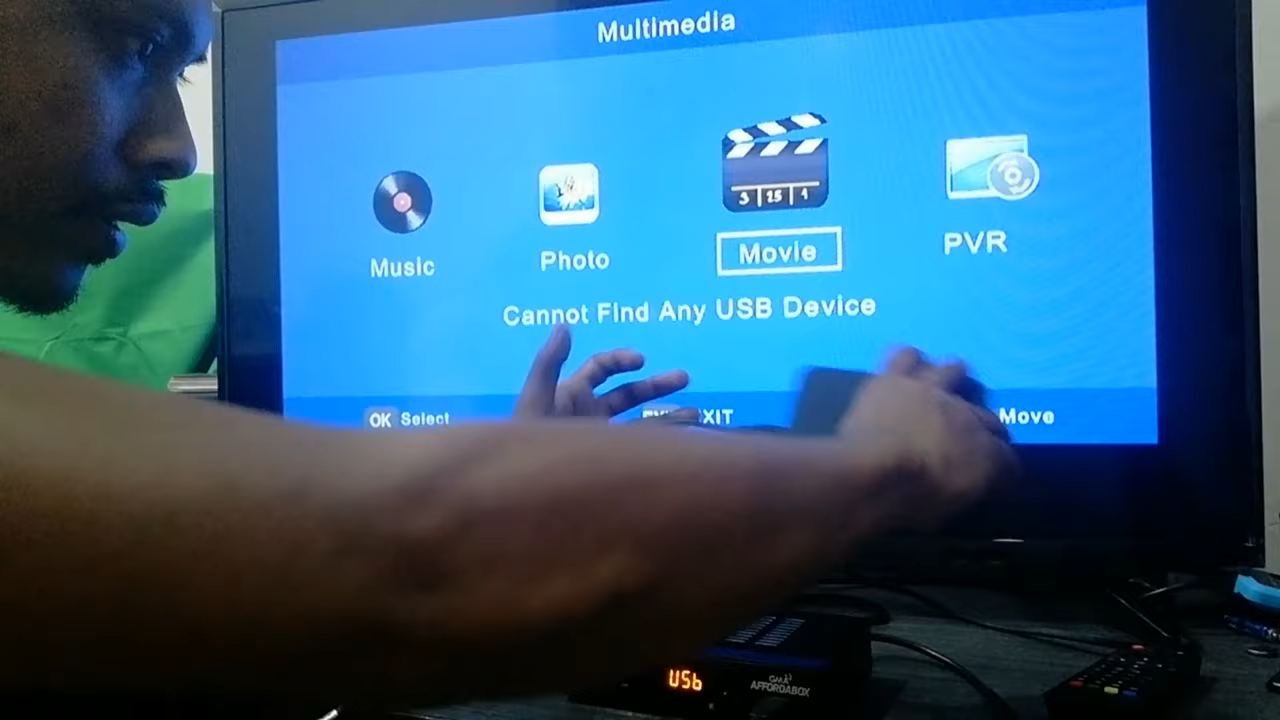 Multimedia
3 25 4
Music
Photo
Movie
PVR
Cannot Find Any USB Device
OK Select
XIT
Move
USb
GMA
AFFORDABOX